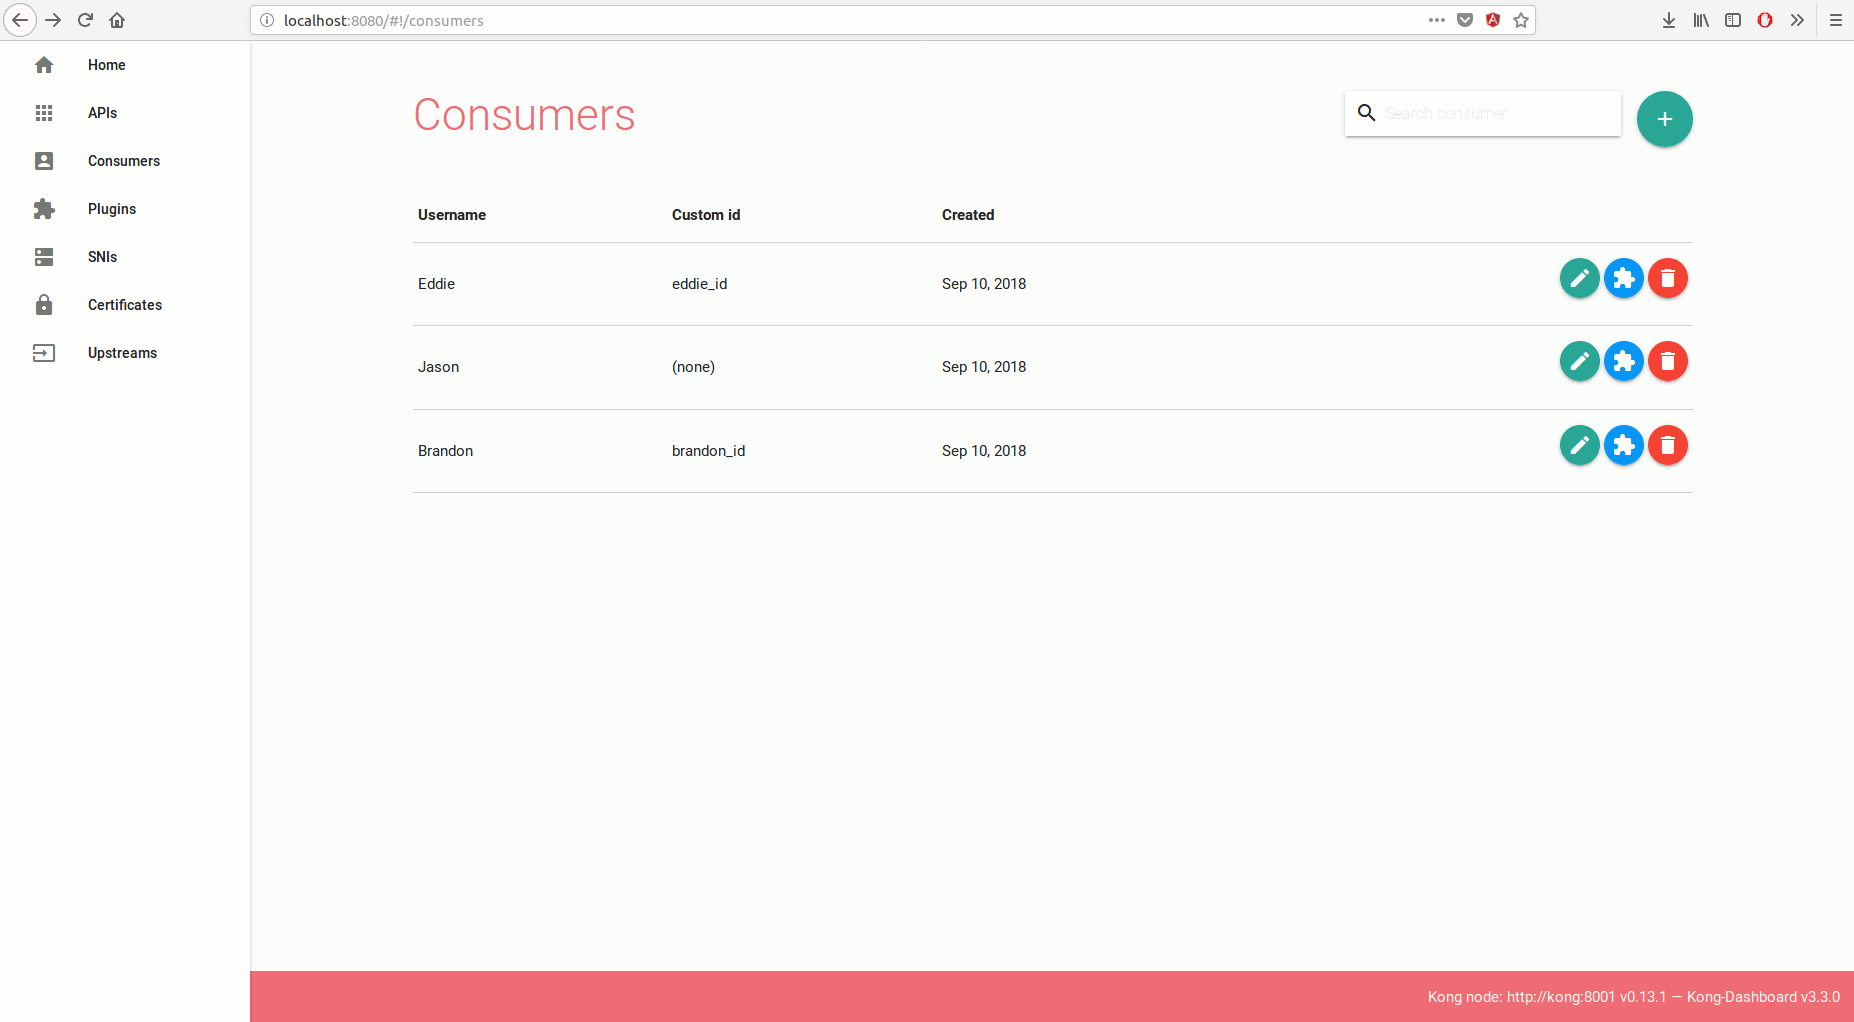 localhost:8080/#!/consumers
Home
APIs
Consumers
Plugins
SNIs
Certificates
Upstreams
Consumers
Search consumer
+
Username Custom id Created
Eddie eddie_id Sep 10, 2018
Jason (none) Sep 10, 2018
Brandon brandon_id Sep 10, 2018
Kong node: http://kong:8001 v0.13.1 — Kong-Dashboard v3.3.0